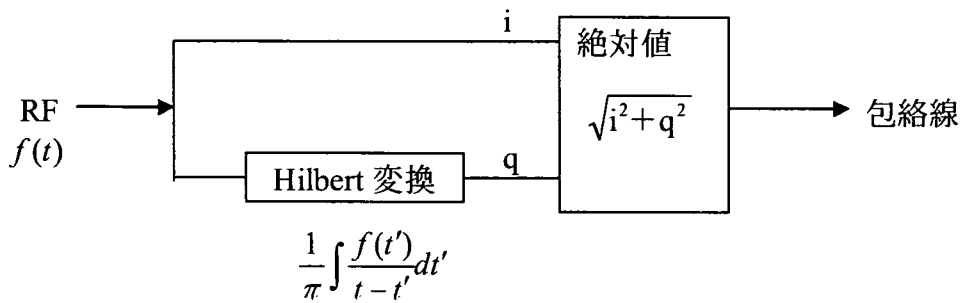 i
絶対値
RF
f(t)
√i²+q²
包絡線
Hilbert 変換
q
1/π ∫ f(t′)/(t−t′) dt′